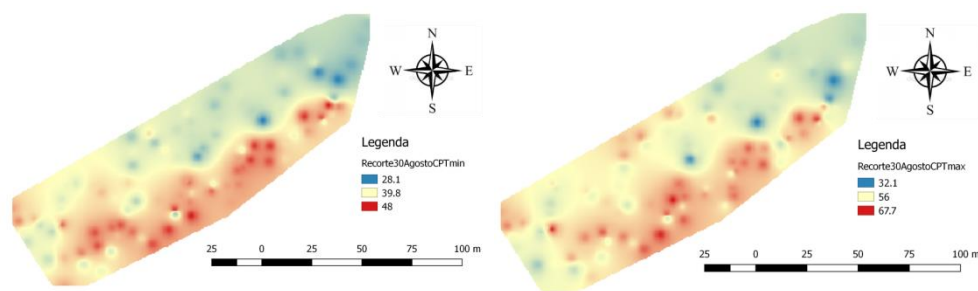 N
W E
S
Legenda
Recorte30AgostoCPTmin
28.1
39.8
48
25 0 25 50 75 100 m
N
W E
S
Legenda
Recorte30AgostoCPTmax
32.1
56
67.7
25 0 25 50 75 100 m